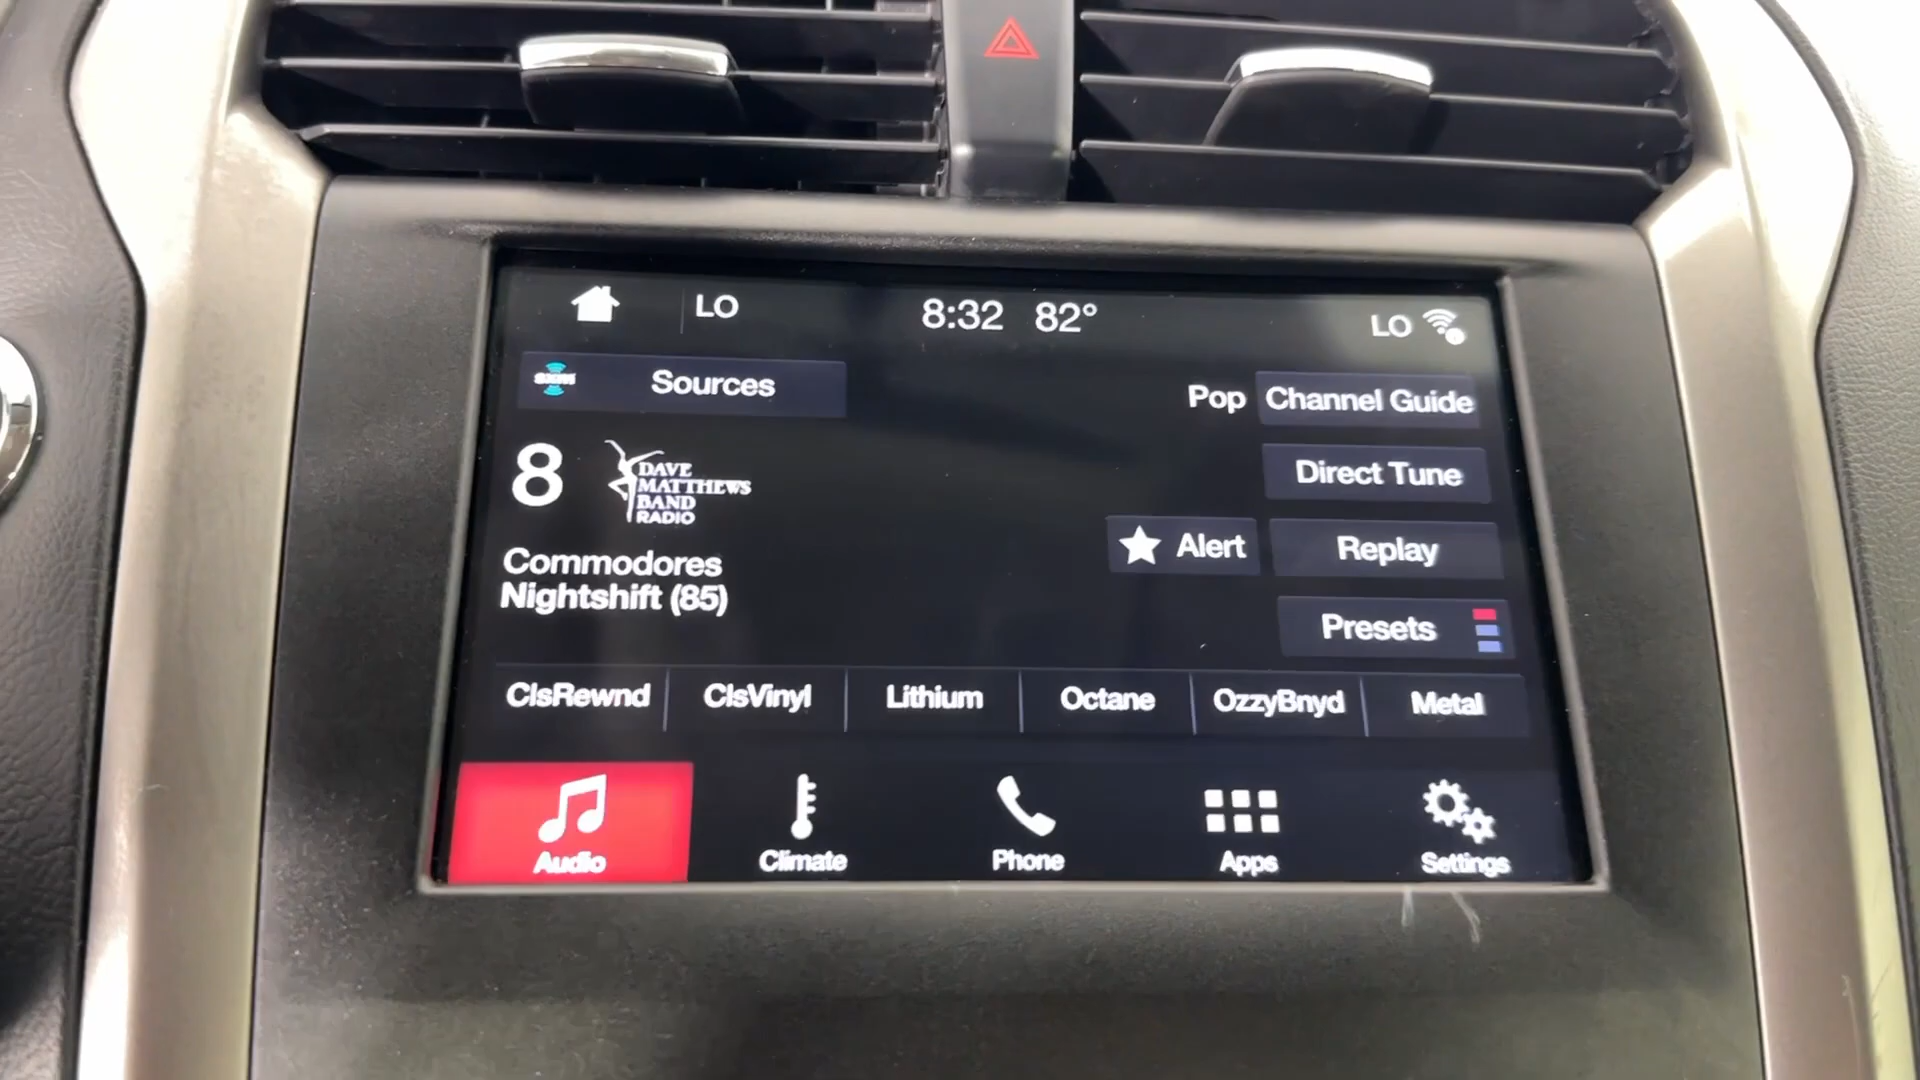 LO 8:32 82° LO
SXM Sources
Pop Channel Guide
8
DAVE
MATTHEWS
BAND
RADIO
Direct Tune
Alert Replay
Commodores
Nightshift (85)
Presets
ClsRewnd ClsVinyl Lithium Octane OzzyBnyd Metal
Audio Climate Phone Apps Settings